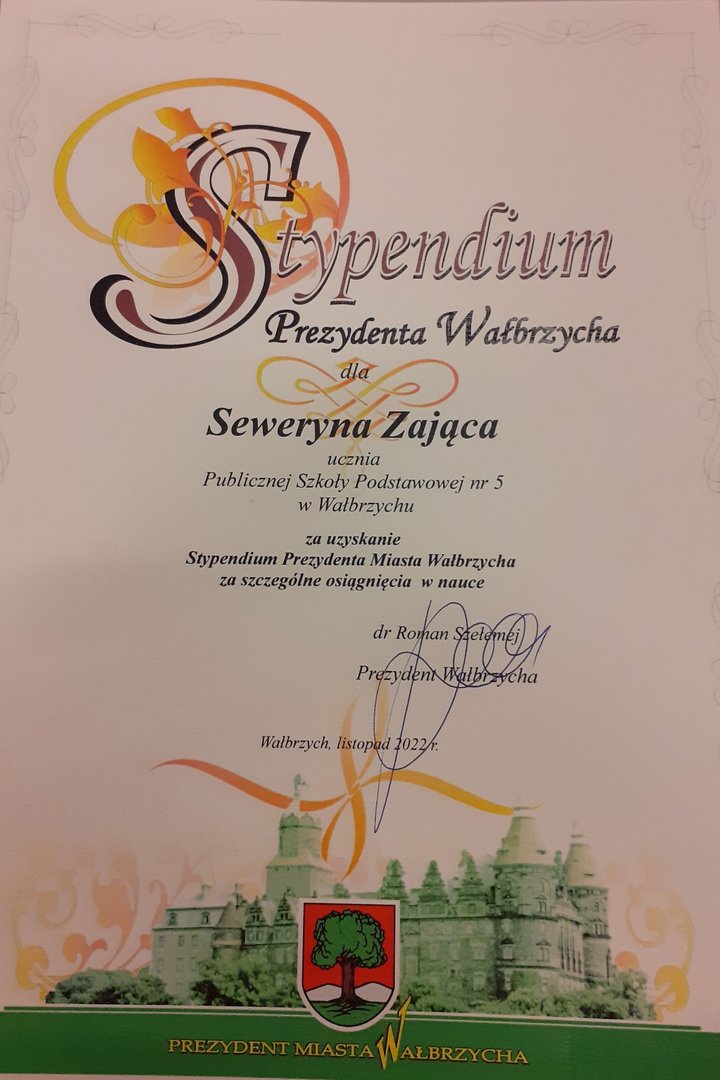 Stypendium
Prezydenta Wałbrzycha
dla
Seweryna Zająca
ucznia
Publicznej Szkoły Podstawowej nr 5
w Wałbrzychu
za uzyskanie
Stypendium Prezydenta Miasta Wałbrzycha
za szczególne osiągnięcia w nauce
dr Roman Szełemej
Prezydent Wałbrzycha
Wałbrzych, listopad 2022 r.
PREZYDENT MIASTA WAŁBRZYCHA